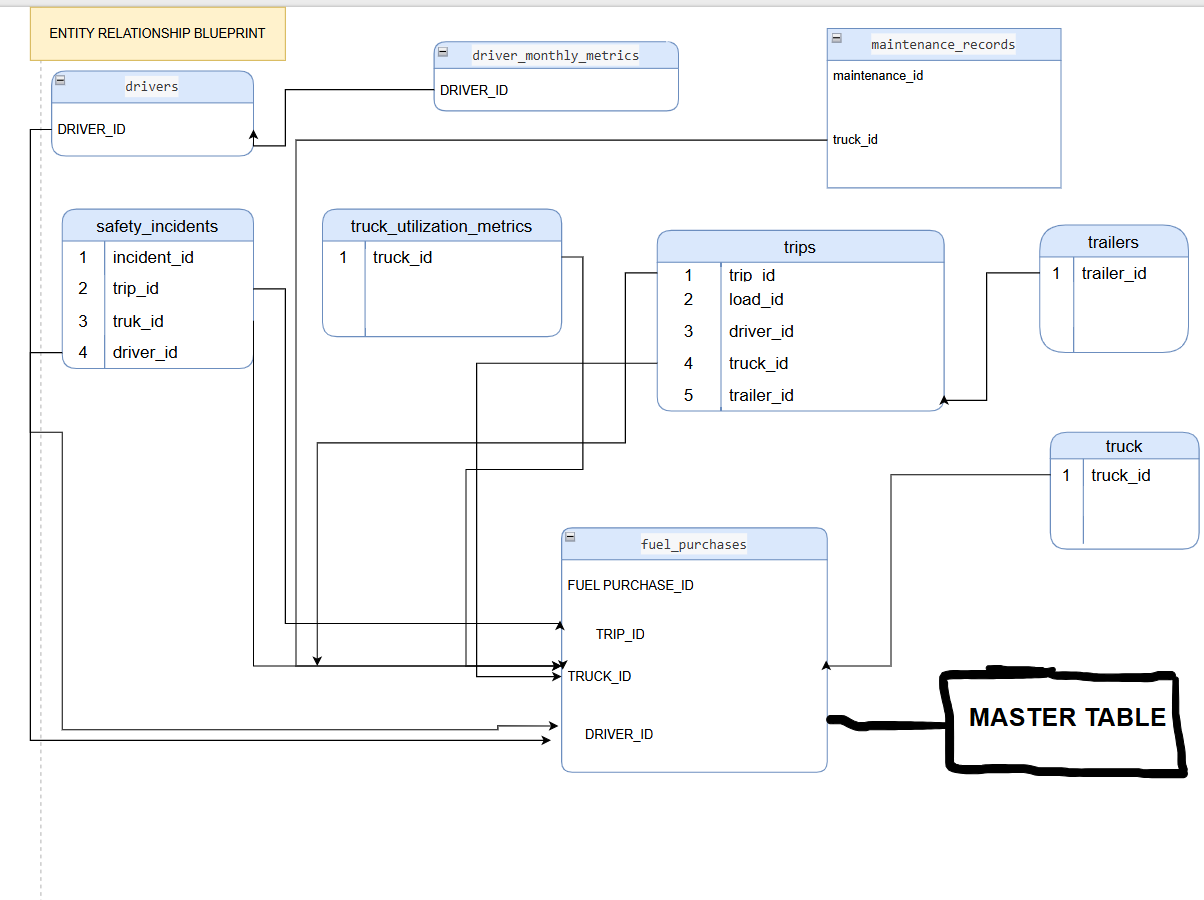 ENTITY RELATIONSHIP BLUEPRINT
drivers
DRIVER_ID
driver_monthly_metrics
DRIVER_ID
maintenance_records
maintenance_id
truck_id
safety_incidents
1 incident_id
2 trip_id
3 truk_id
4 driver_id
truck_utilization_metrics
1 truck_id
trips
1 trip_id
2 load_id
3 driver_id
4 truck_id
5 trailer_id
trailers
1 trailer_id
truck
1 truck_id
fuel_purchases
FUEL PURCHASE_ID
TRIP_ID
TRUCK_ID
DRIVER_ID
MASTER TABLE